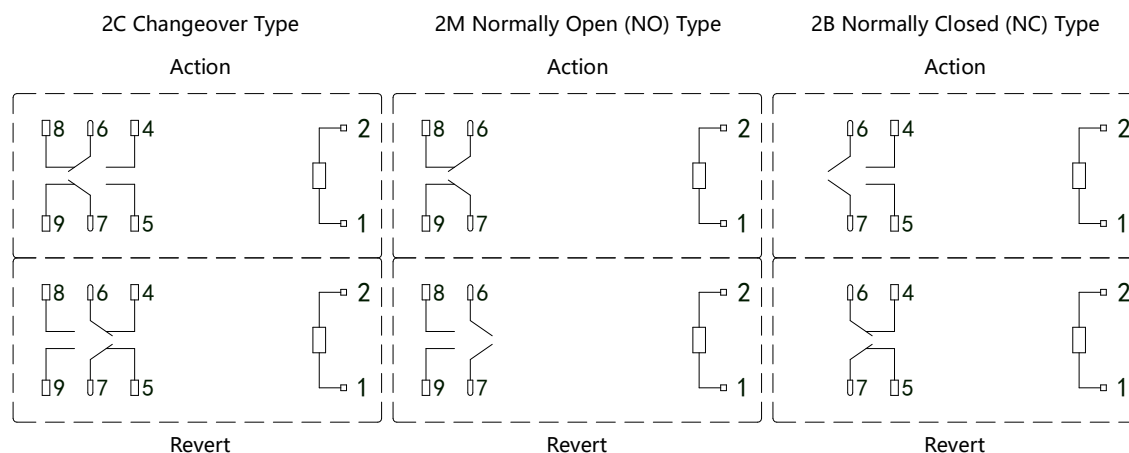 2C Changeover Type 2M Normally Open (NO) Type 2B Normally Closed (NC) Type
Action Action Action
8 6 4 2 8 6 2 6 4 2
9 7 5 1 9 7 1 7 5 1
8 6 4 2 8 6 2 6 4 2
9 7 5 1 9 7 1 7 5 1
Revert Revert Revert